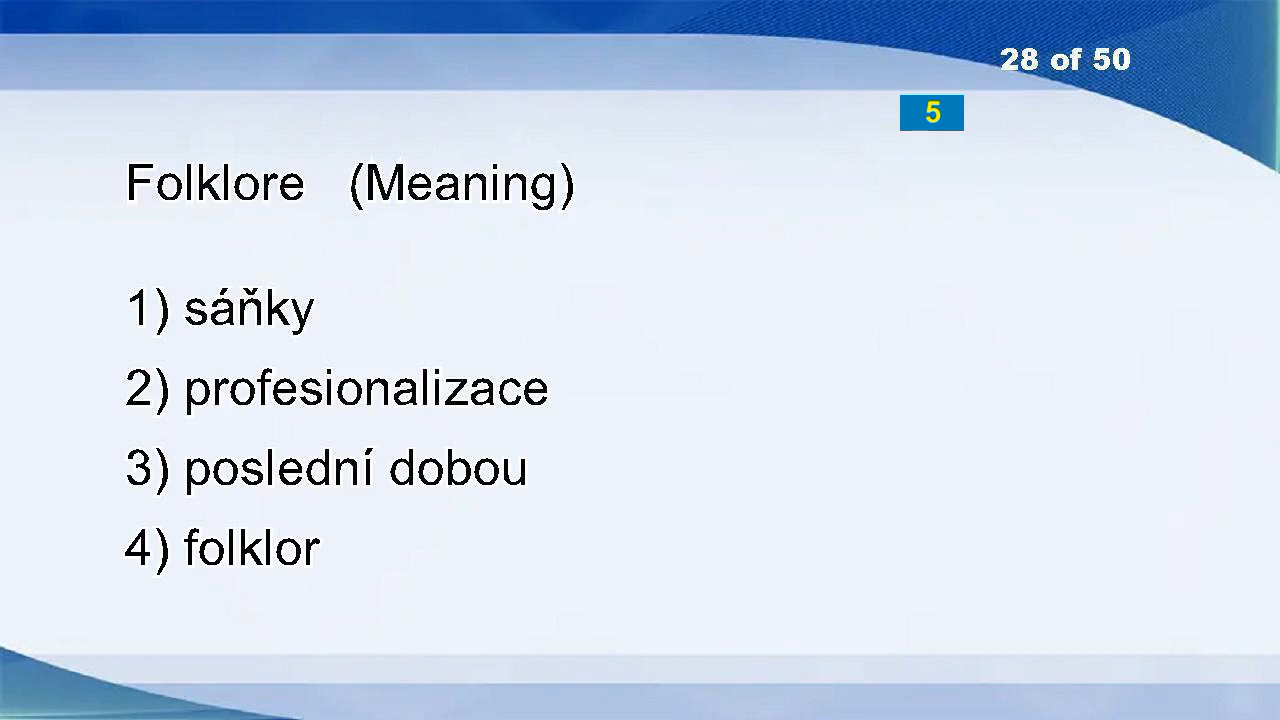 28 of 50
5
Folklore (Meaning)
1) sáňky
2) profesionalizace
3) poslední dobou
4) folklor